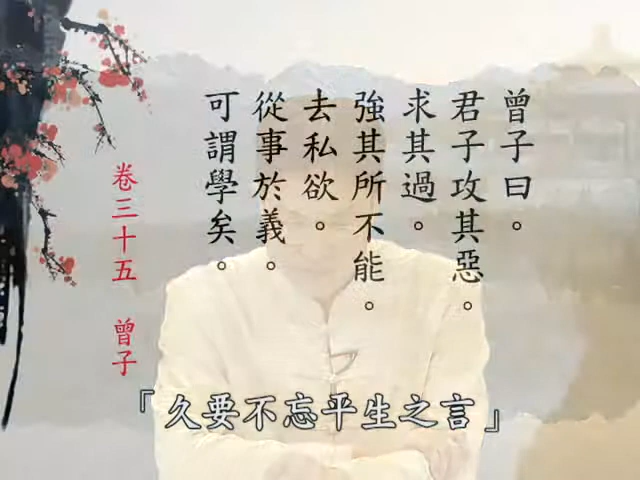 曾子曰。
君子攻其惡。
求其過。
強其所不能。
去私欲。
從事於義。
可謂學矣。
卷三十五 曾子
「久要不忘平生之言」